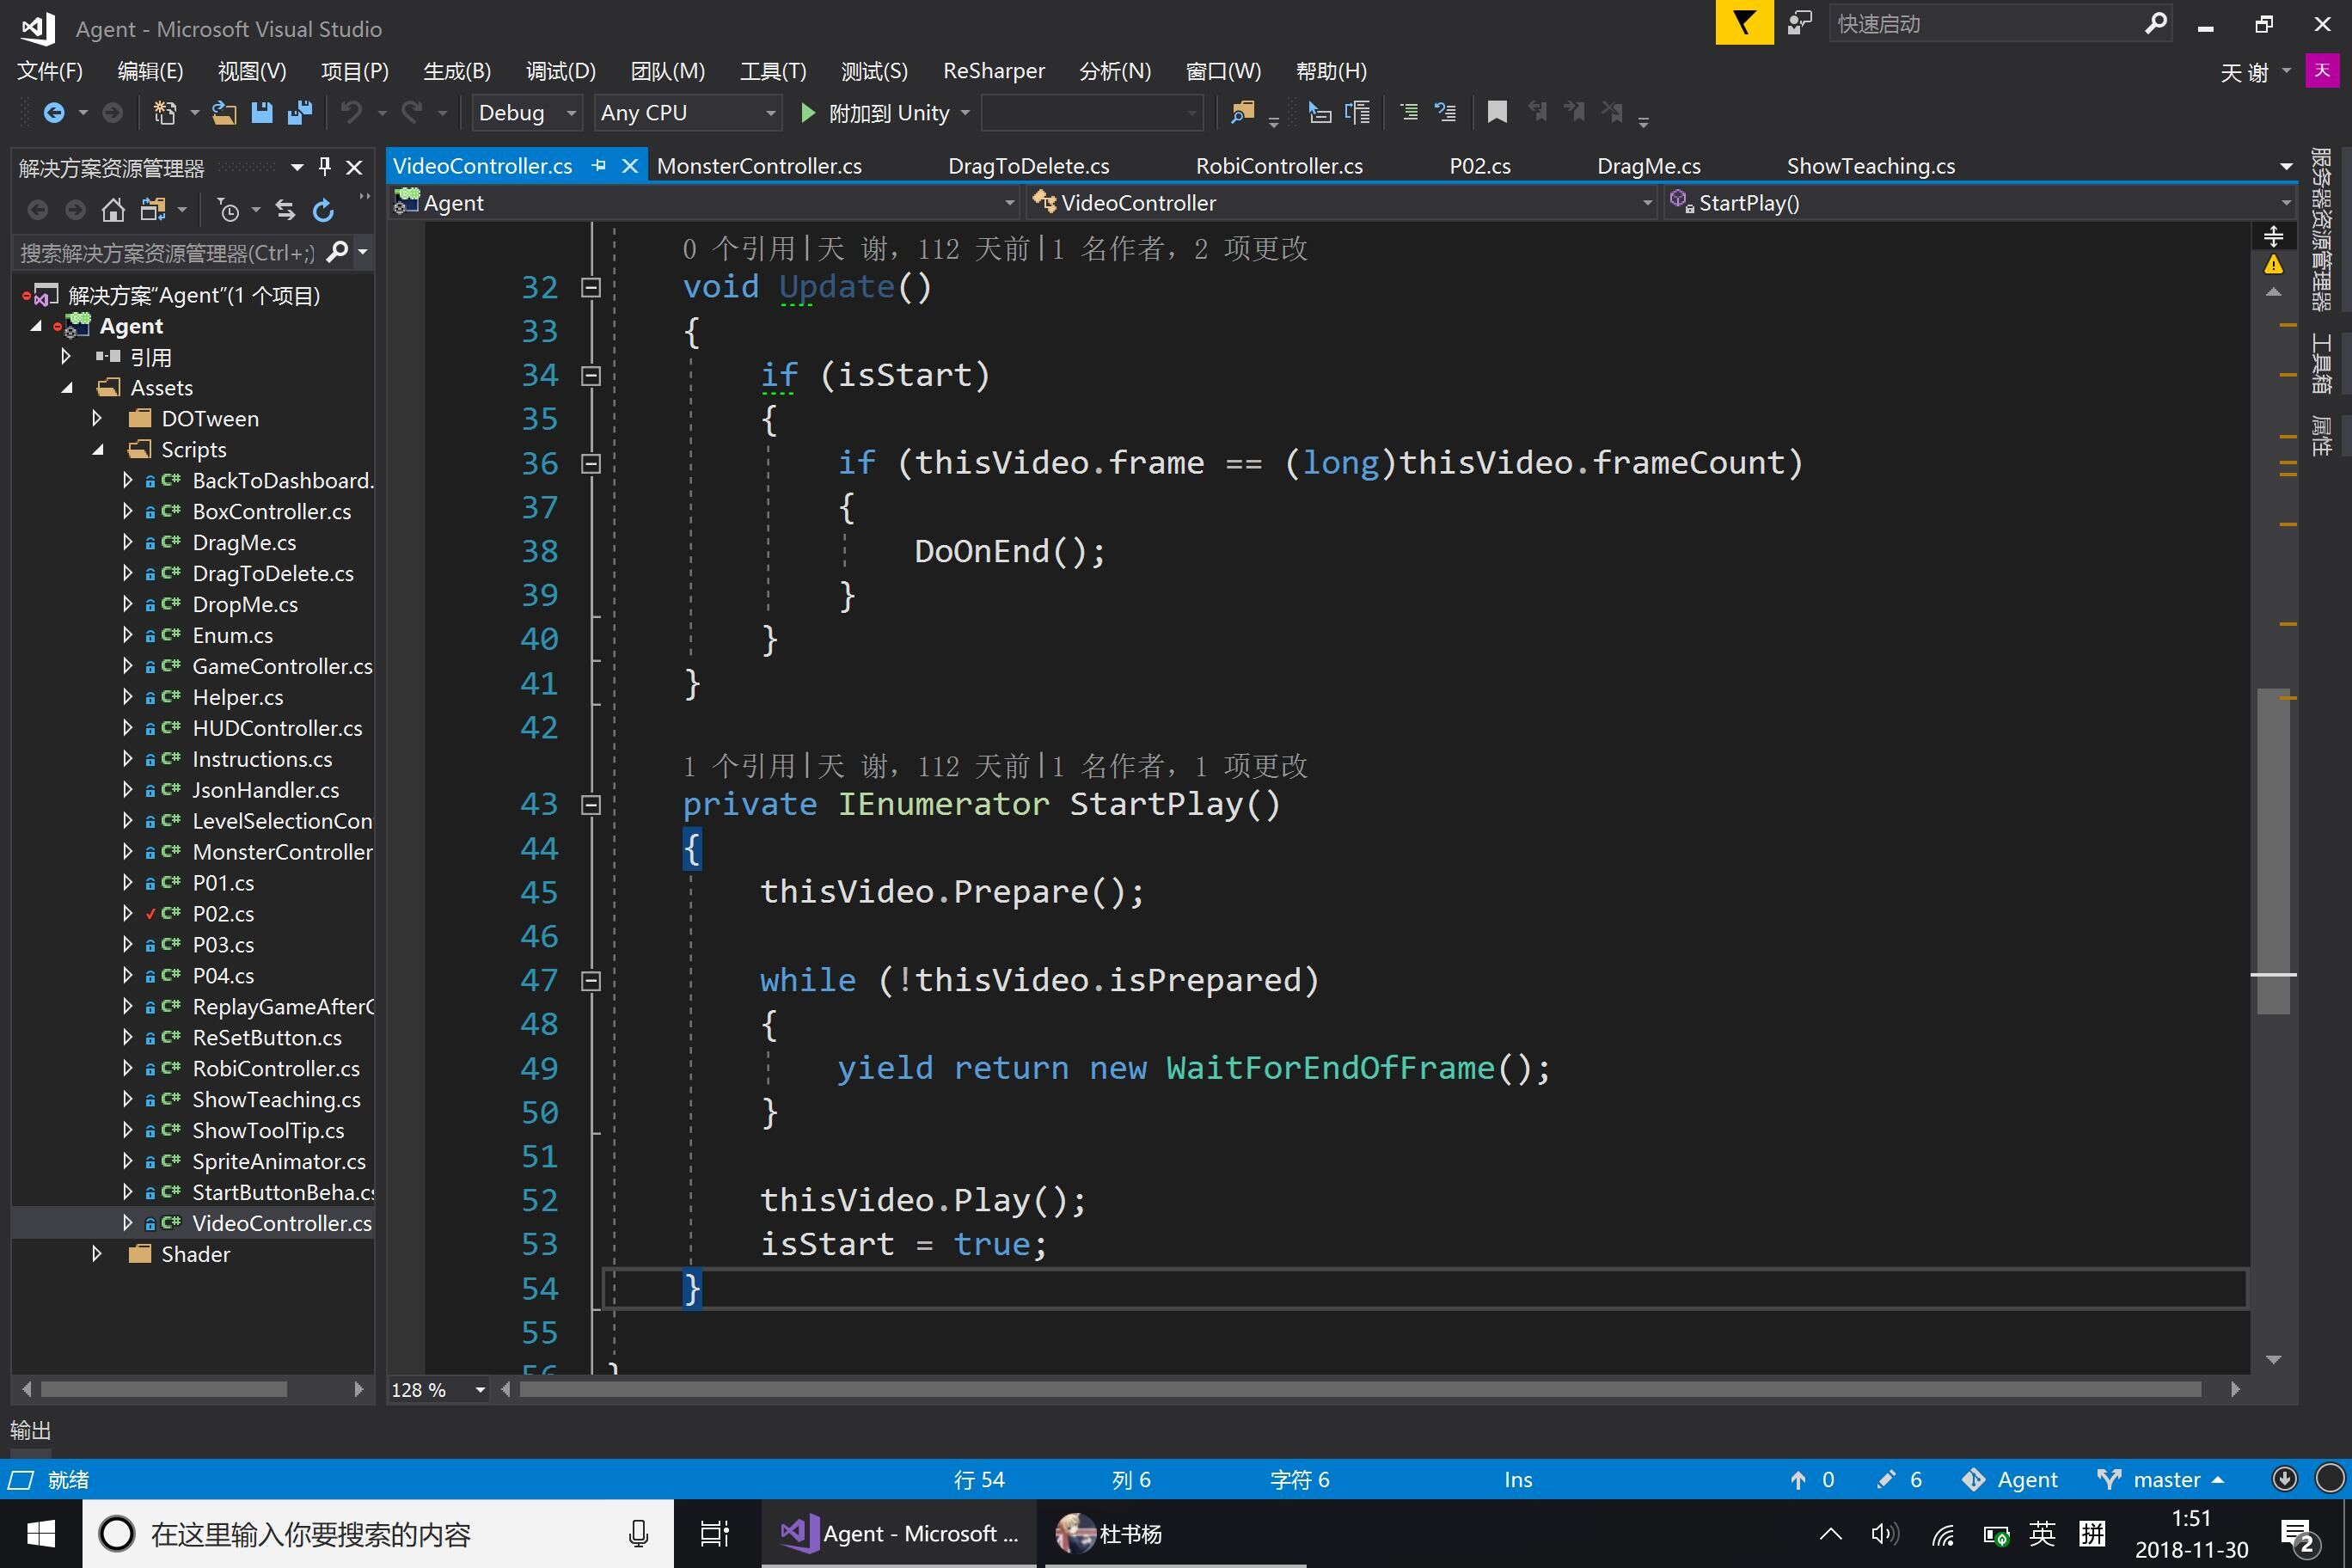 Agent - Microsoft Visual Studio
快速启动
文件(F) 编辑(E) 视图(V) 项目(P) 生成(B) 调试(D) 团队(M) 工具(T) 测试(S) ReSharper 分析(N) 窗口(W) 帮助(H)
天 谢
天
Debug Any CPU 附加到 Unity
解决方案资源管理器
VideoController.cs MonsterController.cs DragToDelete.cs RobiController.cs P02.cs DragMe.cs ShowTeaching.cs
Agent VideoController StartPlay()
搜索解决方案资源管理器(Ctrl+;)
解决方案“Agent”(1 个项目)
Agent
引用
Assets
DOTween
Scripts
BackToDashboard.
BoxController.cs
DragMe.cs
DragToDelete.cs
DropMe.cs
Enum.cs
GameController.cs
Helper.cs
HUDController.cs
Instructions.cs
JsonHandler.cs
LevelSelectionCon
MonsterController
P01.cs
P02.cs
P03.cs
P04.cs
ReplayGameAfter
ReSetButton.cs
RobiController.cs
ShowTeaching.cs
ShowToolTip.cs
SpriteAnimator.cs
StartButtonBeha.cs
VideoController.cs
Shader
0 个引用|天 谢，112 天前|1 名作者，2 项更改
32 void Update()
33 {
34 if (isStart)
35 {
36 if (thisVideo.frame == (long)thisVideo.frameCount)
37 {
38 DoOnEnd();
39 }
40 }
41 }
42
1 个引用|天 谢，112 天前|1 名作者，1 项更改
43 private IEnumerator StartPlay()
44 {
45 thisVideo.Prepare();
46
47 while (!thisVideo.isPrepared)
48 {
49 yield return new WaitForEndOfFrame();
50 }
51
52 thisVideo.Play();
53 isStart = true;
54 }
55
56 }
服务器资源管理器
工具箱
属性
128 %
输出
就绪 行 54 列 6 字符 6 Ins 0 6 Agent master
在这里输入你要搜索的内容
Agent - Microsoft ...
杜书杨
英 拼
1:51
2018-11-30
2